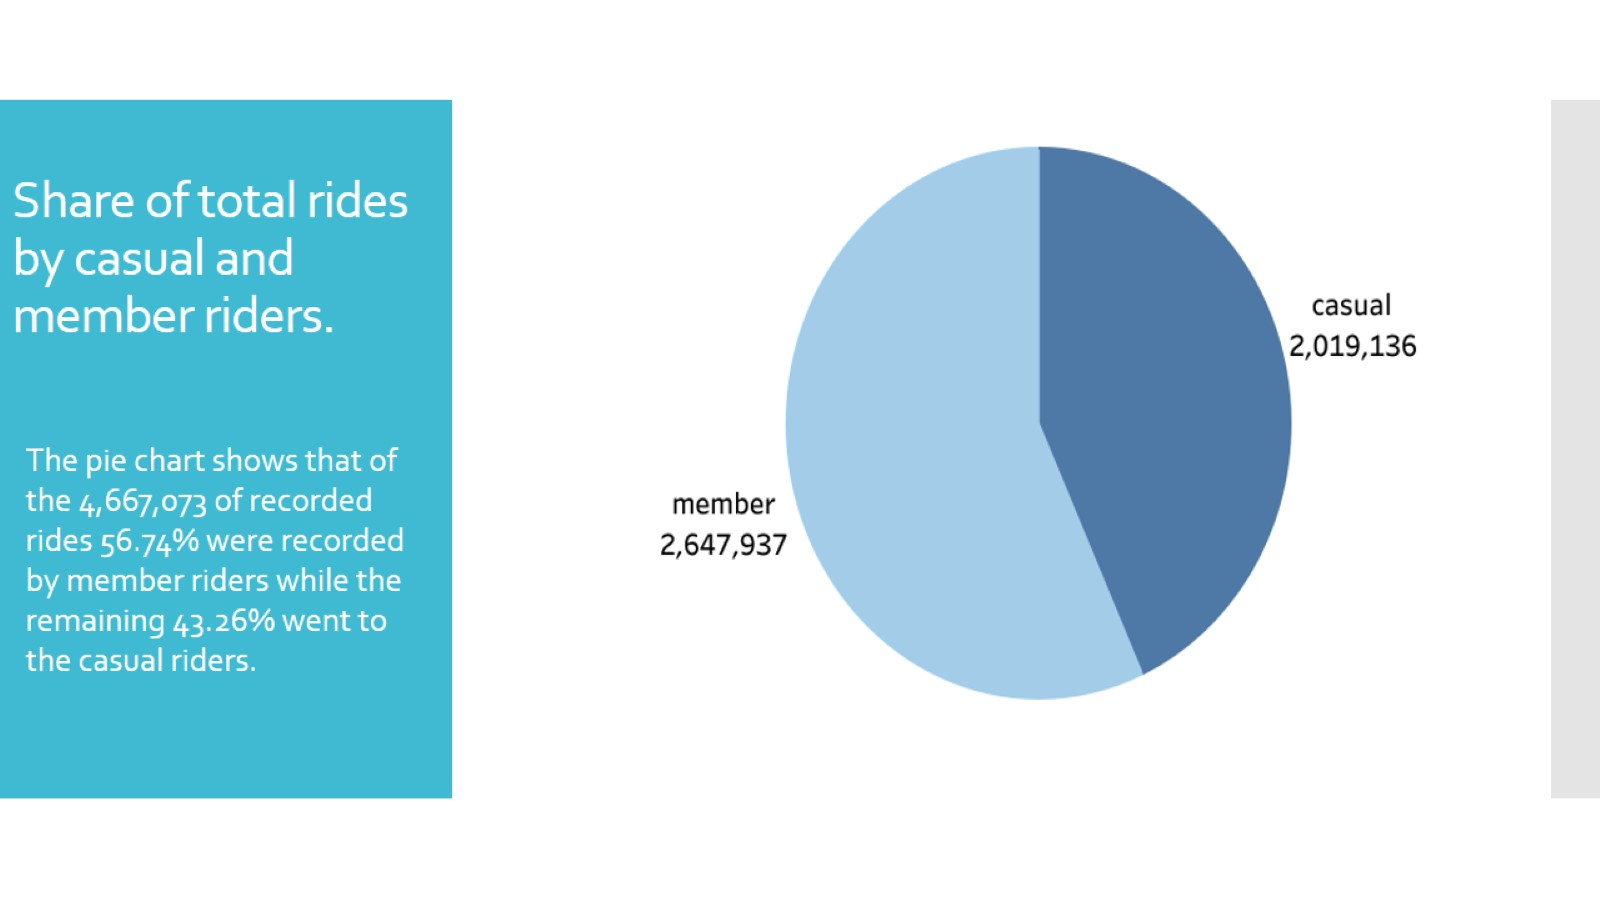 Share of total rides
by casual and
member riders.
The pie chart shows that of
the 4,667,073 of recorded
rides 56.74% were recorded
by member riders while the
remaining 43.26% went to
the casual riders.
casual
2,019,136
member
2,647,937